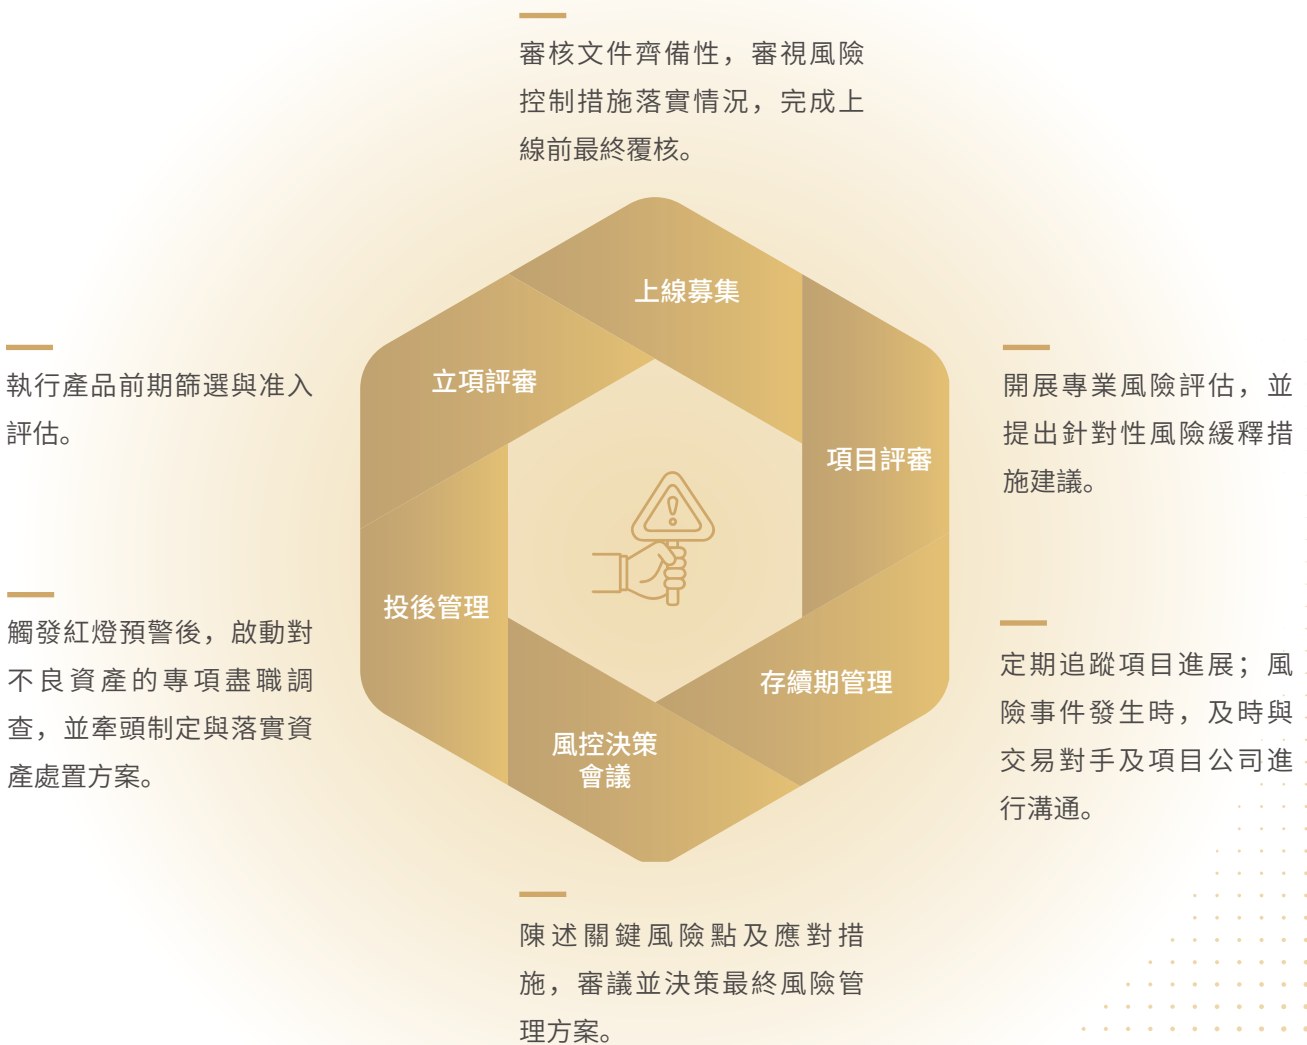 審核文件齊備性，審視風險
控制措施落實情況，完成上
線前最終覆核。
上線募集
立項評審
執行產品前期篩選與准入
評估。
項目評審
開展專業風險評估，並
提出針對性風險緩釋措
施建議。
投後管理
觸發紅燈預警後，啟動對
不良資產的專項盡職調
查，並牽頭制定與落實資
產處置方案。
存續期管理
定期追蹤項目進展；風
險事件發生時，及時與
交易對手及項目公司進
行溝通。
風控決策
會議
陳述關鍵風險點及應對措
施，審議並決策最終風險管
理方案。